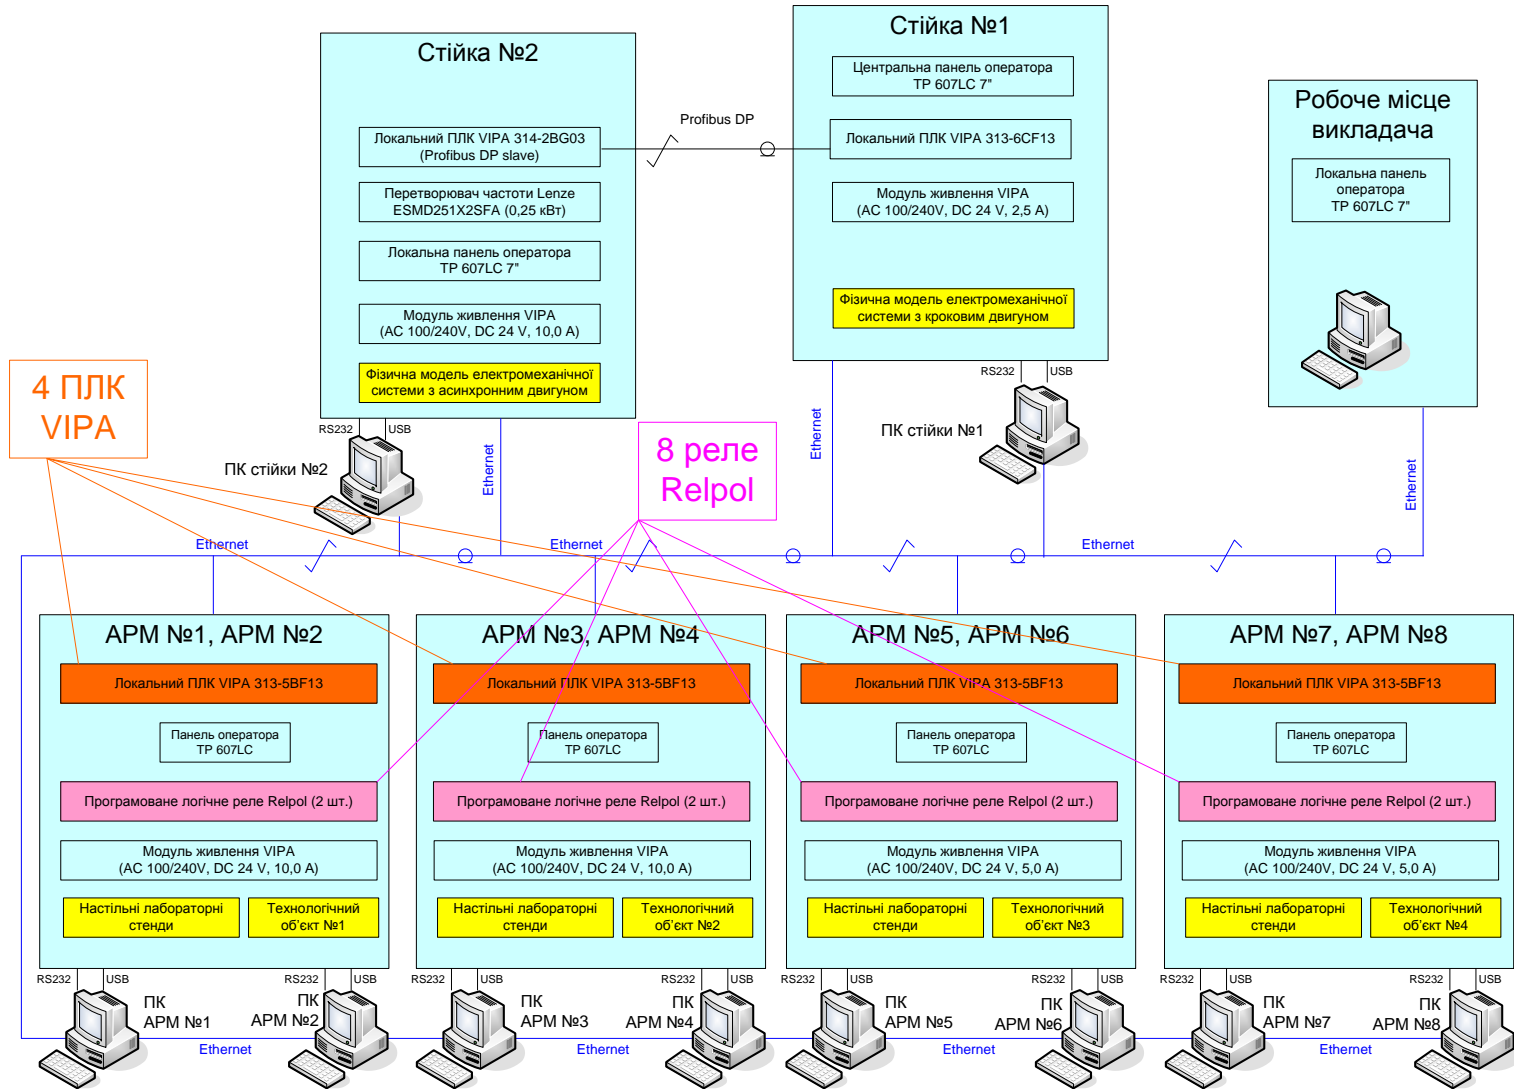 Стійка №2
Локальний ПЛК VIPA 314-2BG03
(Profibus DP slave)
Перетворювач частоти Lenze
ESMD251X2SFA (0,25 кВт)
Локальна панель оператора
TP 607LC 7"
Модуль живлення VIPA
(AC 100/240V, DC 24 V, 10,0 A)
Фізична модель електромеханічної
системи з асинхронним двигуном
RS232
USB
ПК стійки №2
Ethernet
Profibus DP
Стійка №1
Центральна панель оператора
TP 607LC 7"
Локальний ПЛК VIPA 313-6CF13
Модуль живлення VIPA
(AC 100/240V, DC 24 V, 2,5 A)
Фізична модель електромеханічної
системи з кроковим двигуном
RS232
USB
ПК стійки №1
Ethernet
Робоче місце
викладача
Локальна панель
оператора
TP 607LC 7"
Ethernet
4 ПЛК
VIPA
8 реле
Relpol
Ethernet
Ethernet
Ethernet
АРМ №1, АРМ №2
Локальний ПЛК VIPA 313-5BF13
Панель оператора
TP 607LC
Програмоване логічне реле Relpol (2 шт.)
Модуль живлення VIPA
(AC 100/240V, DC 24 V, 10,0 A)
Настільні лабораторні
стенди
Технологічний
об'єкт №1
RS232
USB
ПК
АРМ №1
RS232
USB
ПК
АРМ №2
Ethernet
АРМ №3, АРМ №4
Локальний ПЛК VIPA 313-5BF13
Панель оператора
TP 607LC
Програмоване логічне реле Relpol (2 шт.)
Модуль живлення VIPA
(AC 100/240V, DC 24 V, 10,0 A)
Настільні лабораторні
стенди
Технологічний
об'єкт №2
RS232
USB
ПК
АРМ №3
RS232
USB
ПК
АРМ №4
Ethernet
АРМ №5, АРМ №6
Локальний ПЛК VIPA 313-5BF13
Панель оператора
TP 607LC
Програмоване логічне реле Relpol (2 шт.)
Модуль живлення VIPA
(AC 100/240V, DC 24 V, 5,0 A)
Настільні лабораторні
стенди
Технологічний
об'єкт №3
RS232
USB
ПК
АРМ №5
RS232
USB
ПК
АРМ №6
Ethernet
АРМ №7, АРМ №8
Локальний ПЛК VIPA 313-5BF13
Панель оператора
TP 607LC
Програмоване логічне реле Relpol (2 шт.)
Модуль живлення VIPA
(AC 100/240V, DC 24 V, 5,0 A)
Настільні лабораторні
стенди
Технологічний
об'єкт №4
RS232
USB
ПК
АРМ №7
RS232
USB
ПК
АРМ №8
Ethernet